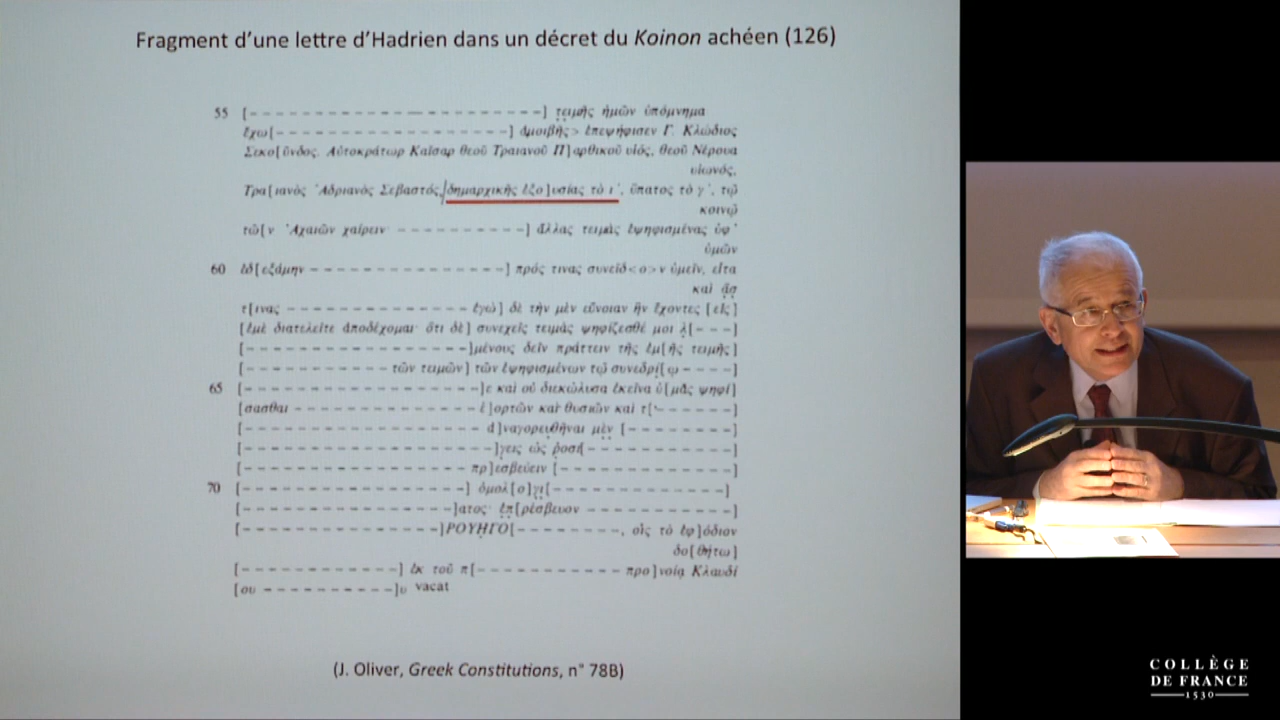 Fragment d'une lettre d'Hadrien dans un décret du Koinon achéen (126)
55 [– – – – – – – – – – – – – – – – – – – –] τειμῆς ἡμῶν ὑπόμνημα
ἔχω[– – – – – – – – – – – – – – – –] ἀμοιβῆς> ἐπεψήφισεν Γ. Κλώδιος
Σεκο[ῦνδος. Αὐτοκράτωρ Καῖσαρ θεοῦ Τραιανοῦ Π]αρθικοῦ υἱός, θεοῦ Νέρουα
υἱωνός,
Τρα[ιανὸς Ἁδριανὸς Σεβαστός, δημαρχικῆς ἐξο]υσίας τὸ ι´, ὕπατος τὸ γ´, τῷ
κοινῷ
τῶ[ν Ἀχαιῶν χαίρειν· – – – – – – – – –] ἄλλας τειμὰς ἐψηφισμένας ὑφ'
ὑμῶν
60 ἐδ[εξάμην – – – – – – – – – – – – – –] πρός τινας συνεῖδ<ο>ν ὑμεῖν, εἶτα
καὶ
τ[ινας – – – – – – – – – – – – – ἐγὼ] δὲ τὴν μὲν εὔνοιαν ἣν ἔχοντες [εἰς]
[ἐμὲ διατελεῖτε ἀποδέχομαι· ὅτι δὲ] συνεχεῖς τειμὰς ψηφίζεσθέ μοι λ[– – –]
[– – – – – – – – – – – – – – – –]μένους δεῖν πράττειν τῆς ἐμ[ῆς τειμῆς]
[– – – – – – – – – – τῶν τειμῶν] τῶν ἐψηφισμένων τῷ συνεδρί[ῳ – – – –]
65 [– – – – – – – – – – – – – – – – –]ε καὶ οὐ διεκώλυσα ἐκεῖνα ὑ[μᾶς ψηφί]
[σασθαι – – – – – – – – – – – – ἑ]ορτῶν καὶ θυσιῶν καὶ τ[– – – – – –]
[– – – – – – – – – – – – – – – – – ἀ]ναγορευθῆναι μὲν [– – – – – – – –]
[– – – – – – – – – – – – – – – – – –]γεις ὡς – – – – – – – – – –]
[– – – – – – – – – – – – – – – – πρ]εσβεύειν [– – – – – – – – – – – –]
70 [– – – – – – – – – – – – – – – –] ὁμολ[ο]γι[– – – – – – – – – – – –]
[– – – – – – – – – – – – – – –]ατος· ἐπ[ρέσβευον – – – – – – – – – –]
[– – – – – – – – – – – – – –]ΡΟΥΗΓΟ[– – – – – – –, οἷς τὸ ἐφ]όδιον
δο[θήτω]
[– – – – – – – – – – – –] ἐκ τοῦ π[– – – – – – – – – – προ]νοίᾳ Κλαυδί
[ου – – – – – – – – – –]υ vacat
(J. Oliver, Greek Constitutions, n° 78B)
COLLÈGE
DE FRANCE
1530